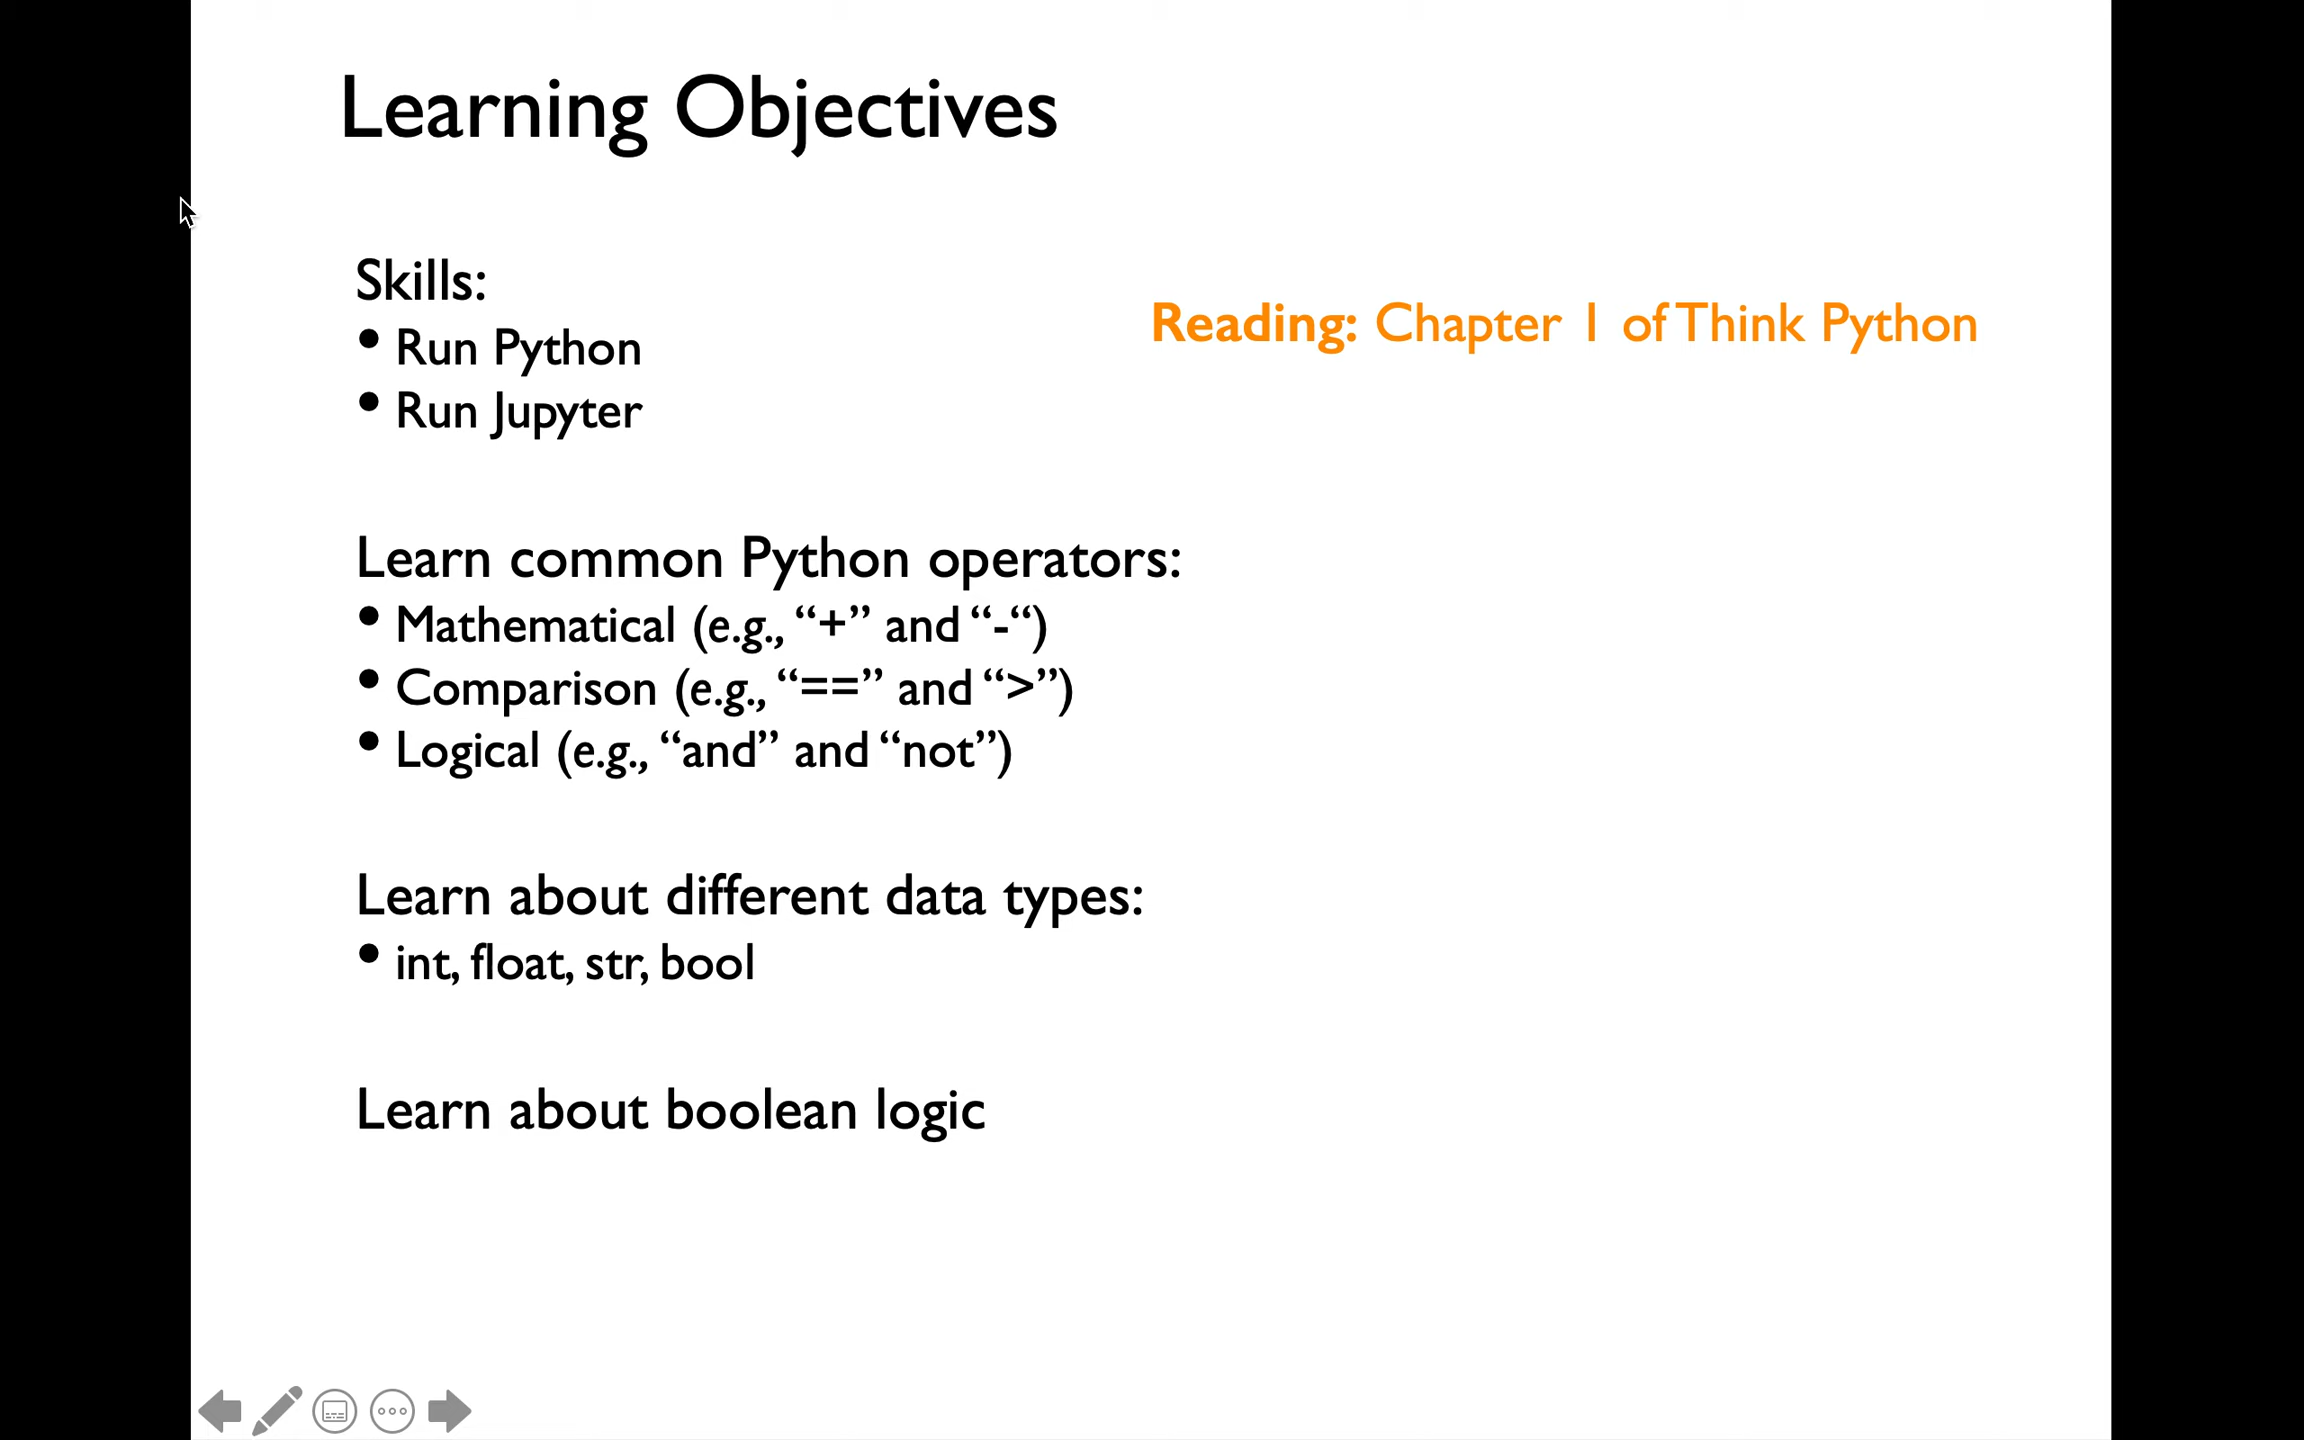 Learning Objectives
Skills:
• Run Python
• Run Jupyter
Reading: Chapter 1 of Think Python
Learn common Python operators:
• Mathematical (e.g., “+” and “-“)
• Comparison (e.g., “==” and “>”)
• Logical (e.g., “and” and “not”)
Learn about different data types:
• int, float, str, bool
Learn about boolean logic